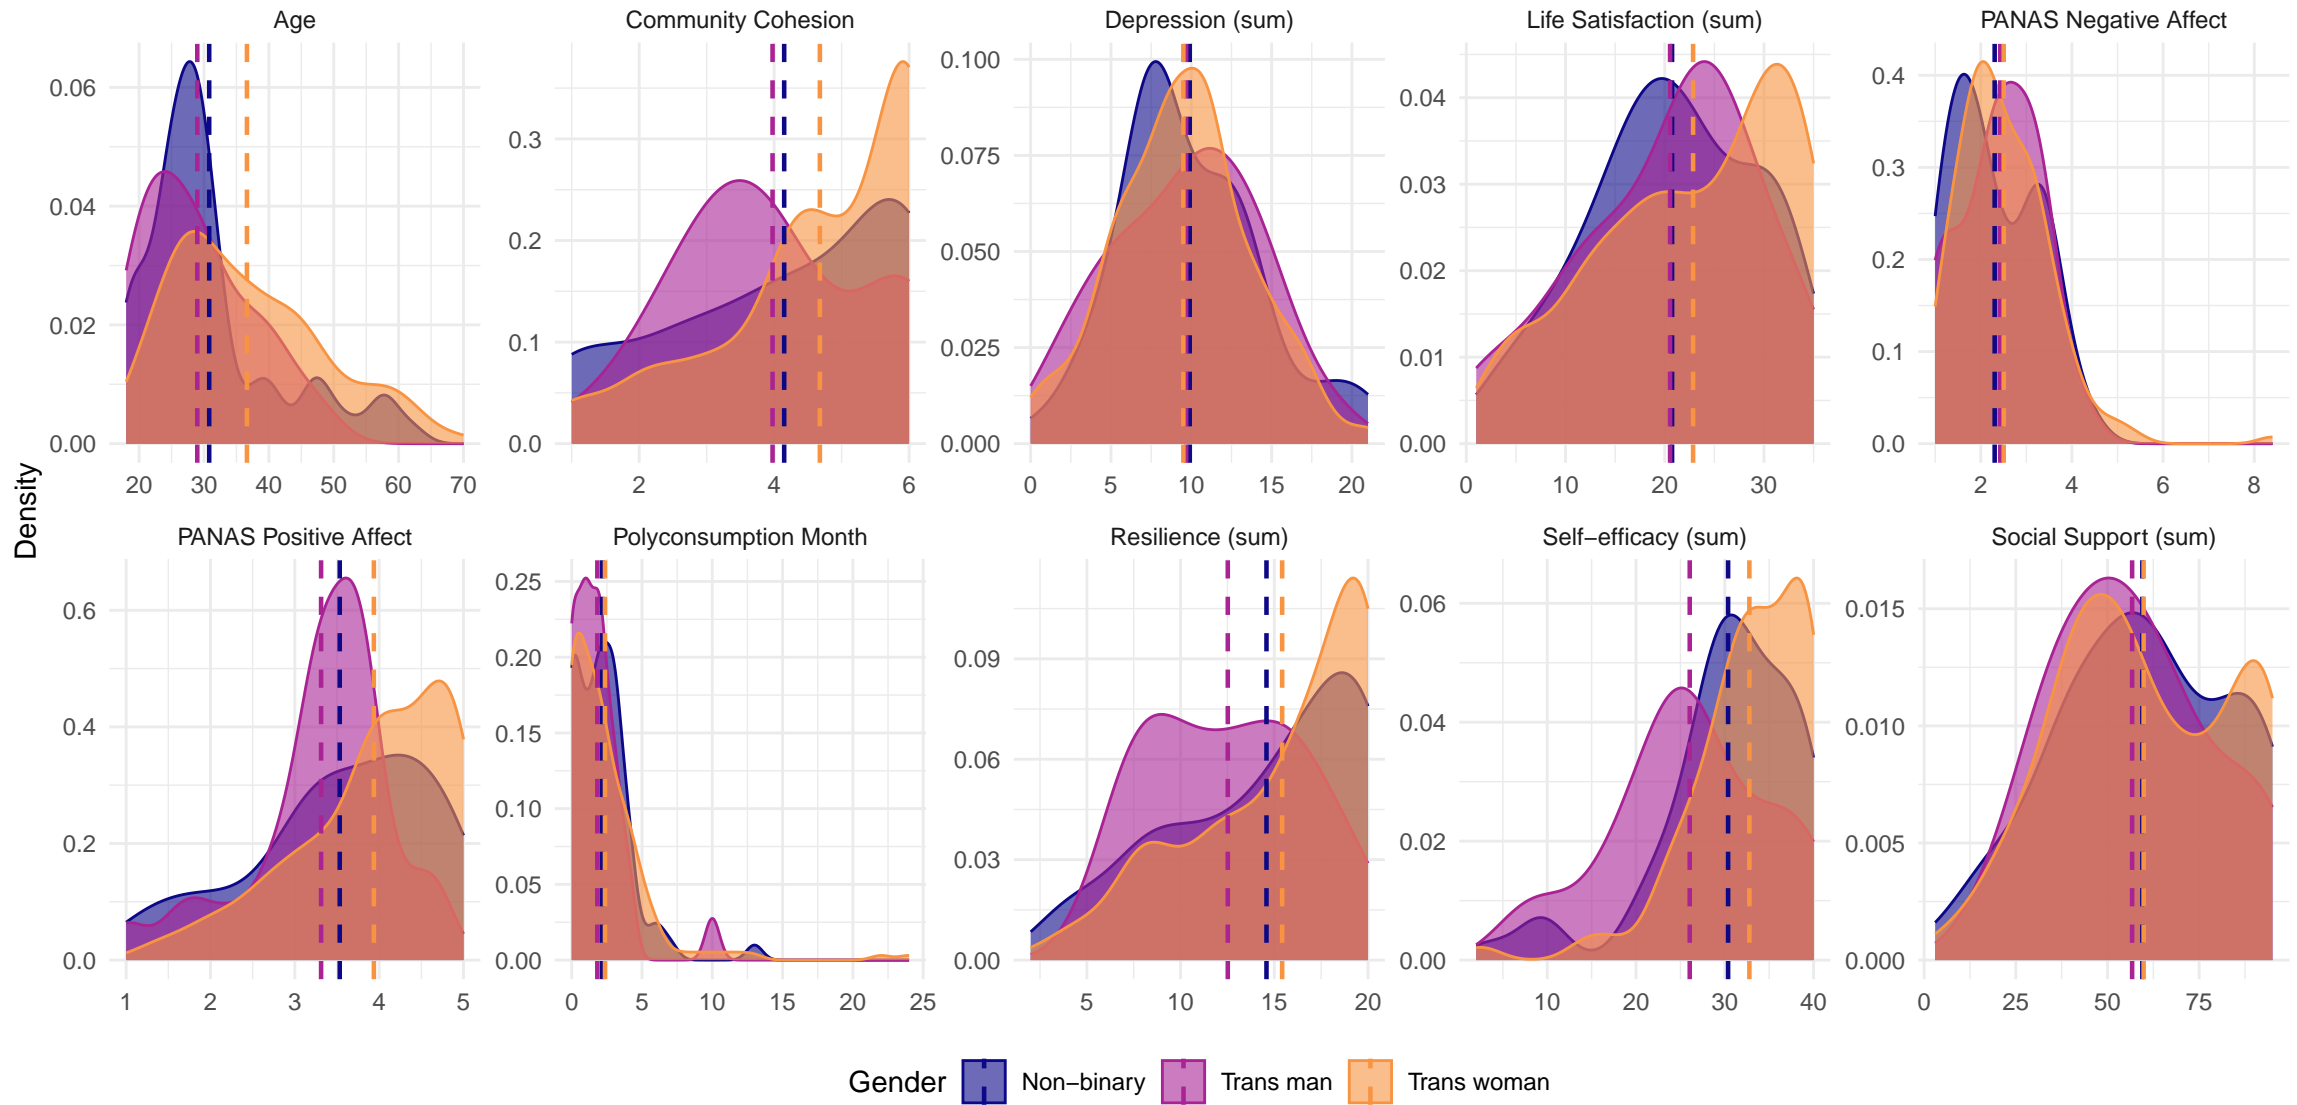 Age
Community Cohesion
Depression (sum)
Life Satisfaction (sum)
PANAS Negative Affect
0.06
0.04
0.02
0.00
20 30 40 50 60 70
0.3
0.2
0.1
0.0
2 4 6
0.100
0.075
0.050
0.025
0.000
0 5 10 15 20
0.04
0.03
0.02
0.01
0.00
0 10 20 30
0.4
0.3
0.2
0.1
0.0
2 4 6 8
Density
PANAS Positive Affect
Polyconsumption Month
Resilience (sum)
Self−efficacy (sum)
Social Support (sum)
0.6
0.4
0.2
0.0
1 2 3 4 5
0.25
0.20
0.15
0.10
0.05
0.00
0 5 10 15 20 25
0.09
0.06
0.03
0.00
5 10 15 20
0.06
0.04
0.02
0.00
10 20 30 40
0.015
0.010
0.005
0.000
0 25 50 75
Gender Non−binary Trans man Trans woman